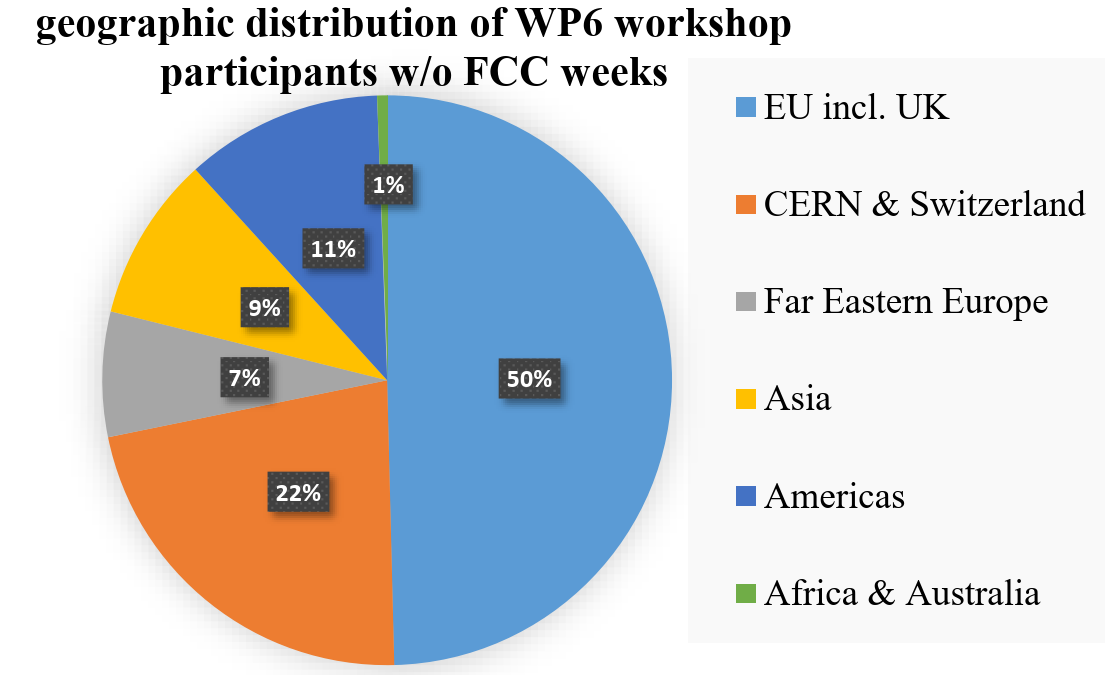 geographic distribution of WP6 workshop
participants w/o FCC weeks
EU incl. UK
CERN & Switzerland
Far Eastern Europe
Asia
Americas
Africa & Australia
1%
11%
9%
7%
50%
22%